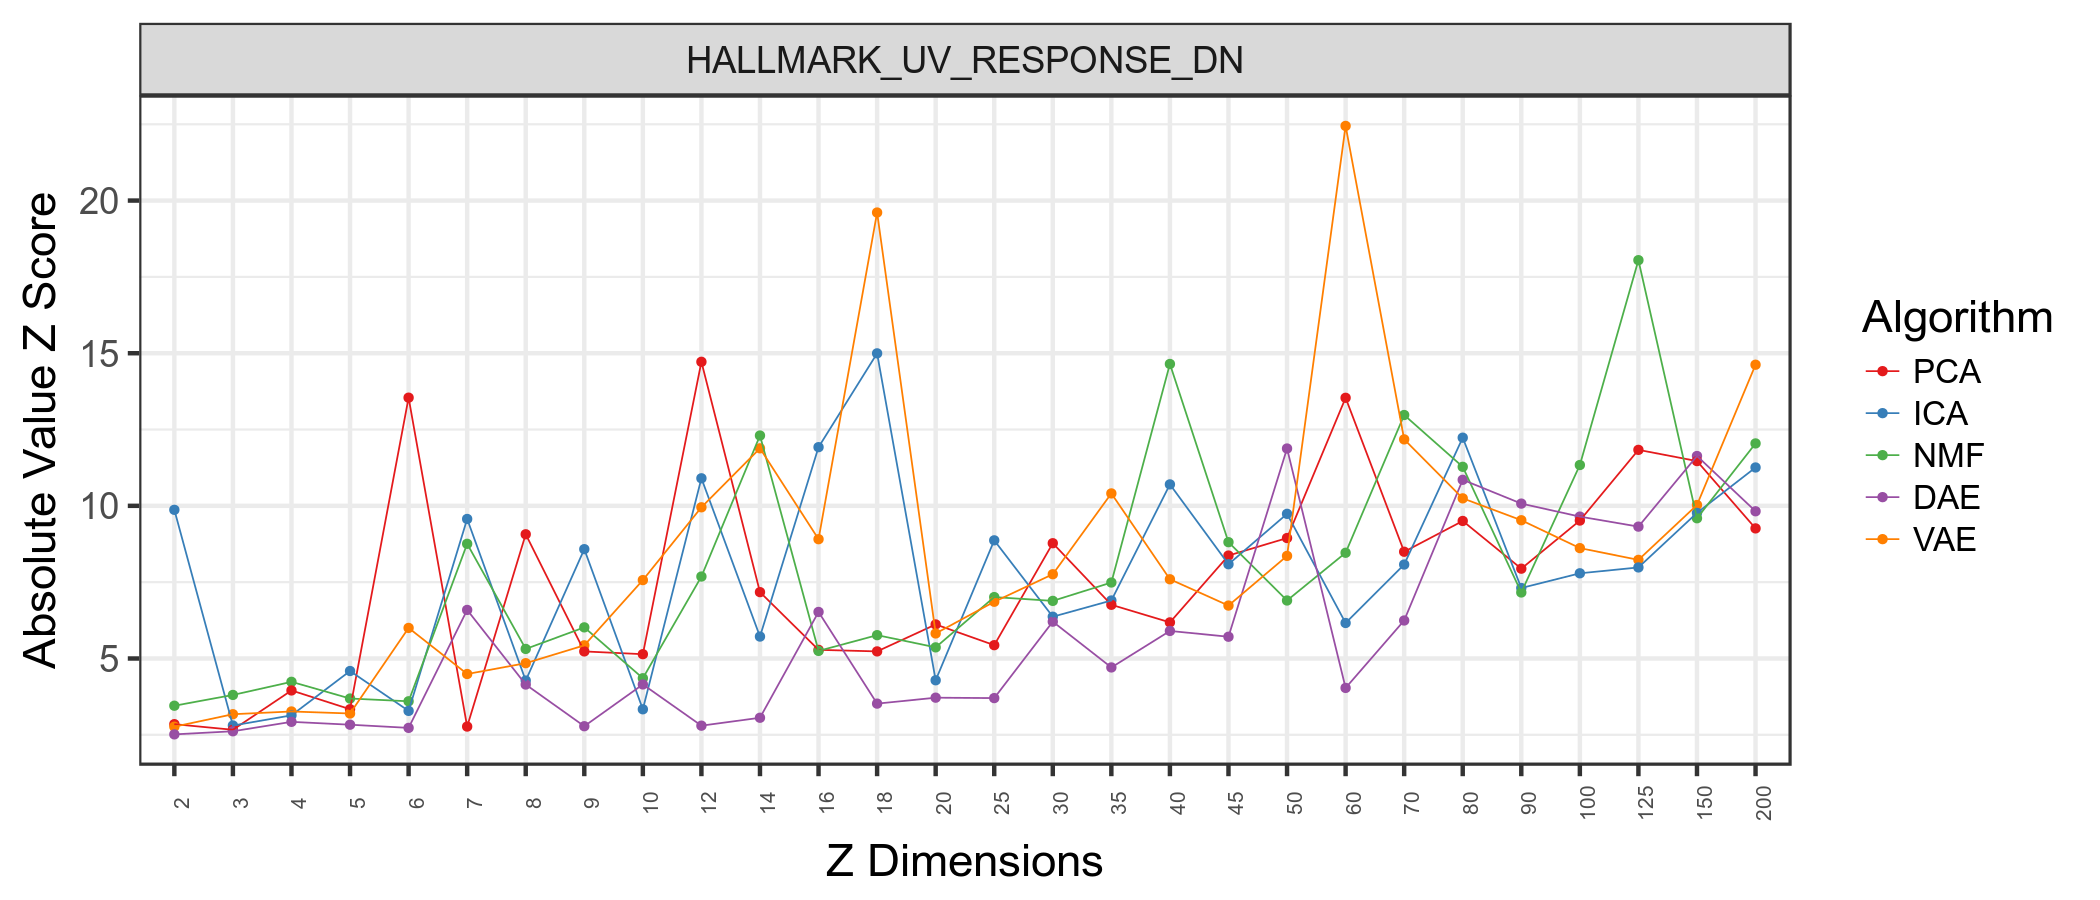 HALLMARK_UV_RESPONSE_DN
Absolute Value Z Score
20
15
10
5
2 3 4 5 6 7 8 9 10 12 14 16 18 20 25 30 35 40 45 50 60 70 80 90 100 125 150 200
Z Dimensions
Algorithm
PCA
ICA
NMF
DAE
VAE